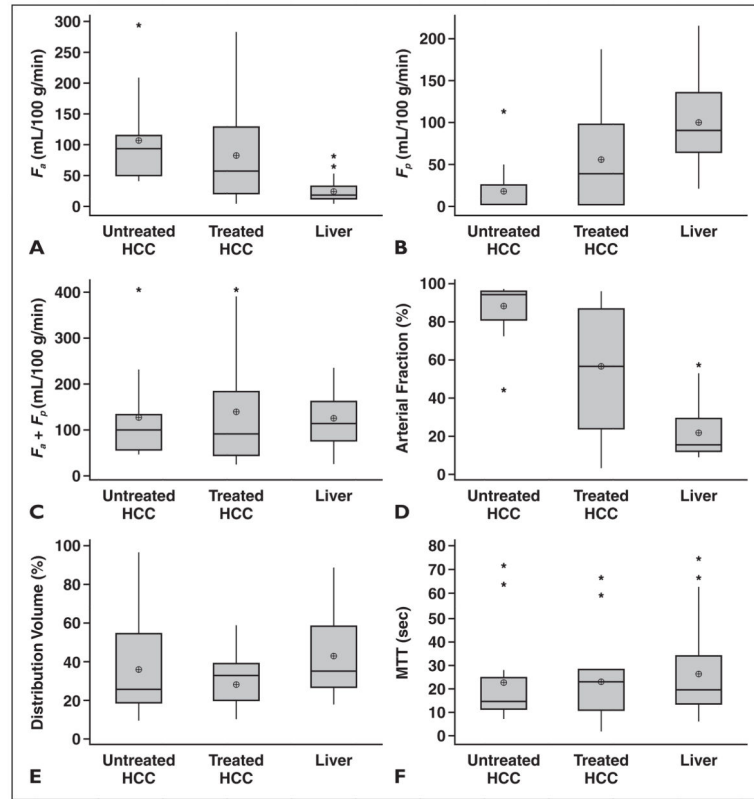 Fa (mL/100 g/min)
300
250
200
150
100
50
0
*
*
*
Untreated HCC
Treated HCC
Liver
A
Fp (mL/100 g/min)
200
150
100
50
0
*
Untreated HCC
Treated HCC
Liver
B
Fa + Fp (mL/100 g/min)
400
300
200
100
0
*
*
Untreated HCC
Treated HCC
Liver
C
Arterial Fraction (%)
100
80
60
40
20
0
*
*
Untreated HCC
Treated HCC
Liver
D
Distribution Volume (%)
100
80
60
40
20
0
Untreated HCC
Treated HCC
Liver
E
MTT (sec)
80
70
60
50
40
30
20
10
0
*
*
*
*
*
*
Untreated HCC
Treated HCC
Liver
F